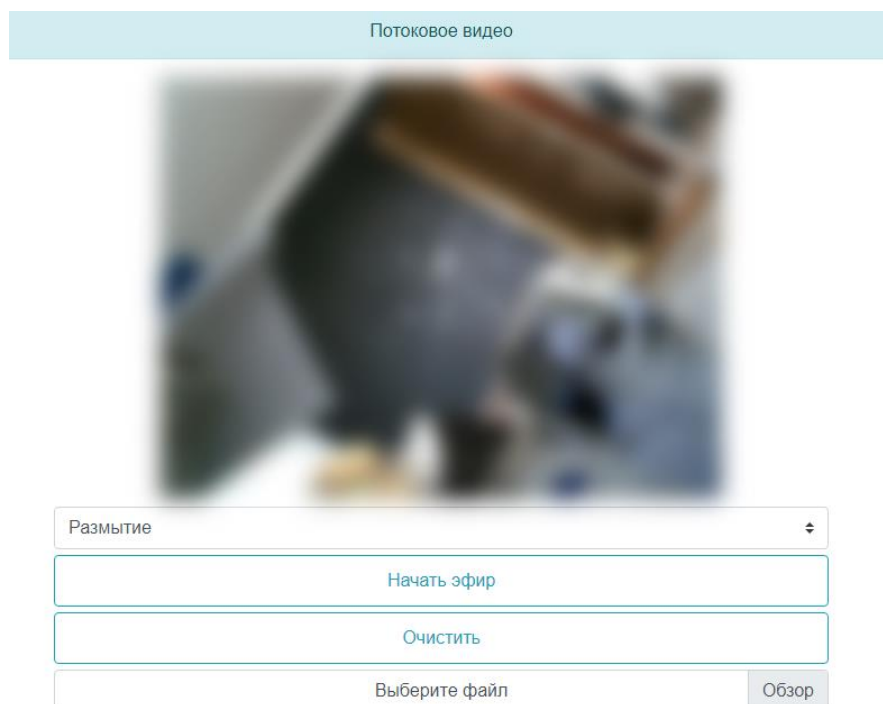 Потоковое видео
Размытие
Начать эфир
Очистить
Выберите файл Обзор